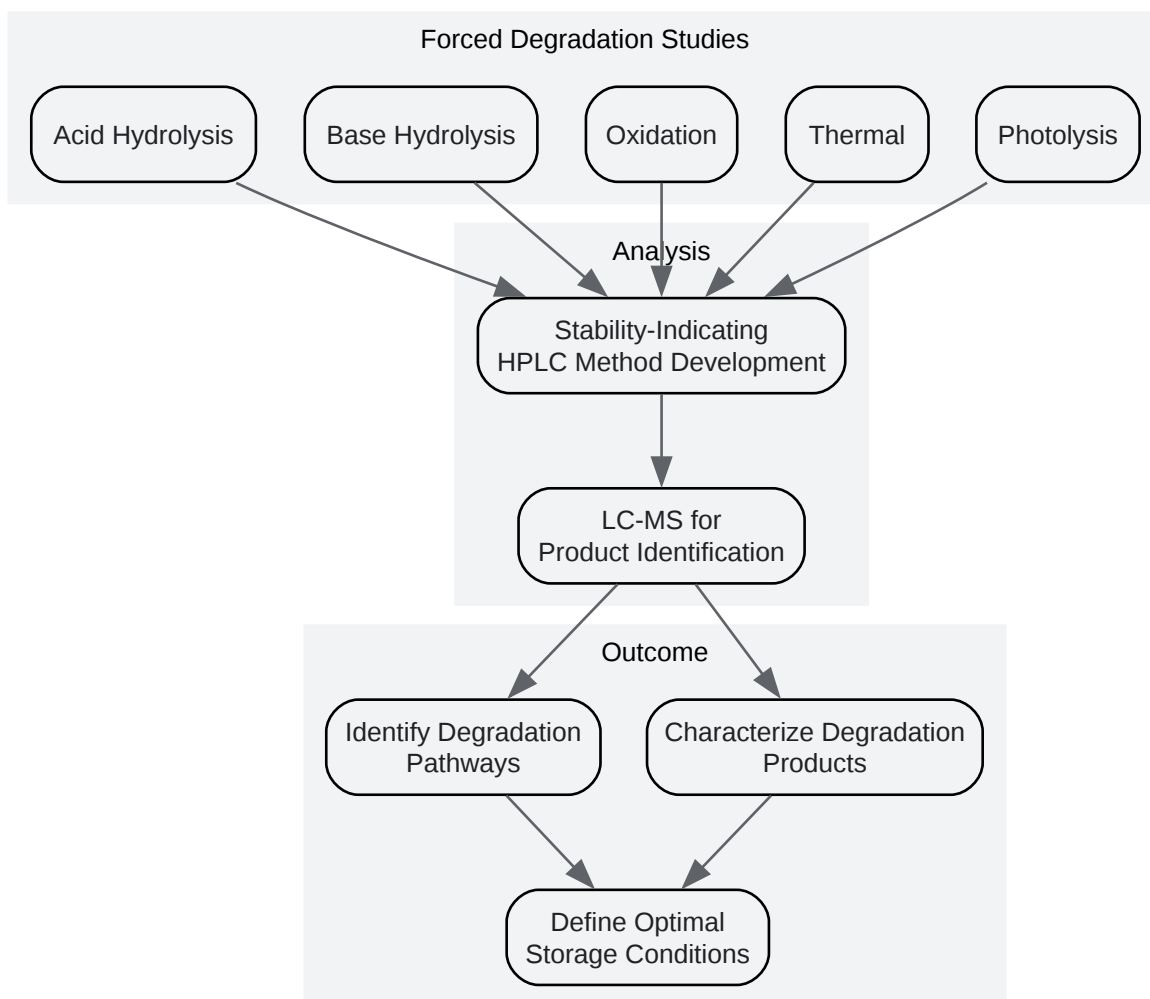 Forced Degradation Studies
Acid Hydrolysis
Base Hydrolysis
Oxidation
Thermal
Photolysis
Analysis
Stability-Indicating
HPLC Method Development
LC-MS for
Product Identification
Outcome
Identify Degradation
Pathways
Characterize Degradation
Products
Define Optimal
Storage Conditions